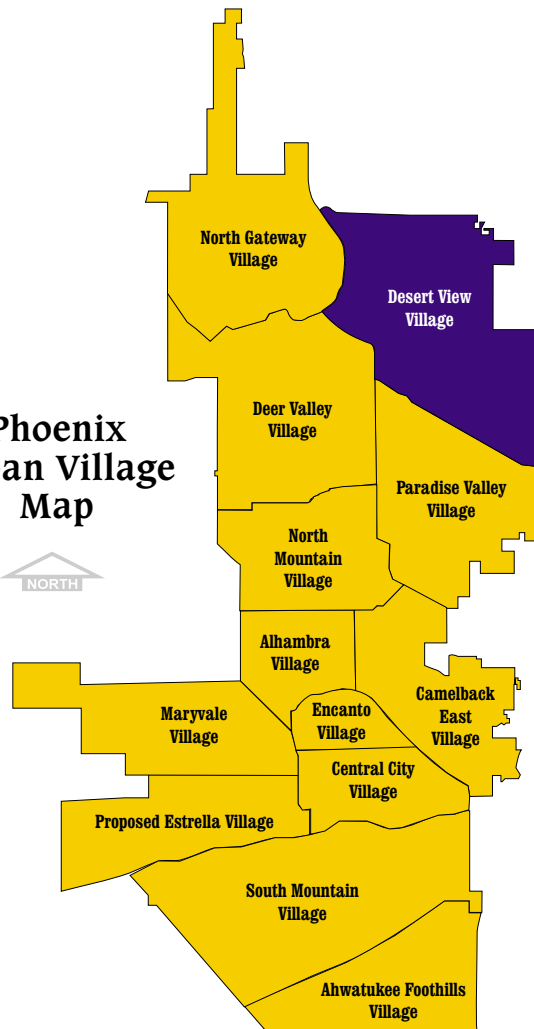 North Gateway
Village
Desert View
Village
Deer Valley
Village
Phoenix
an Village
Map
Paradise Valley
Village
North
Mountain
Village
NORTH
Alhambra
Village
Camelback
East
Village
Maryvale
Village
Encanto
Village
Central City
Village
Proposed Estrella Village
South Mountain
Village
Ahwatukee Foothills
Village